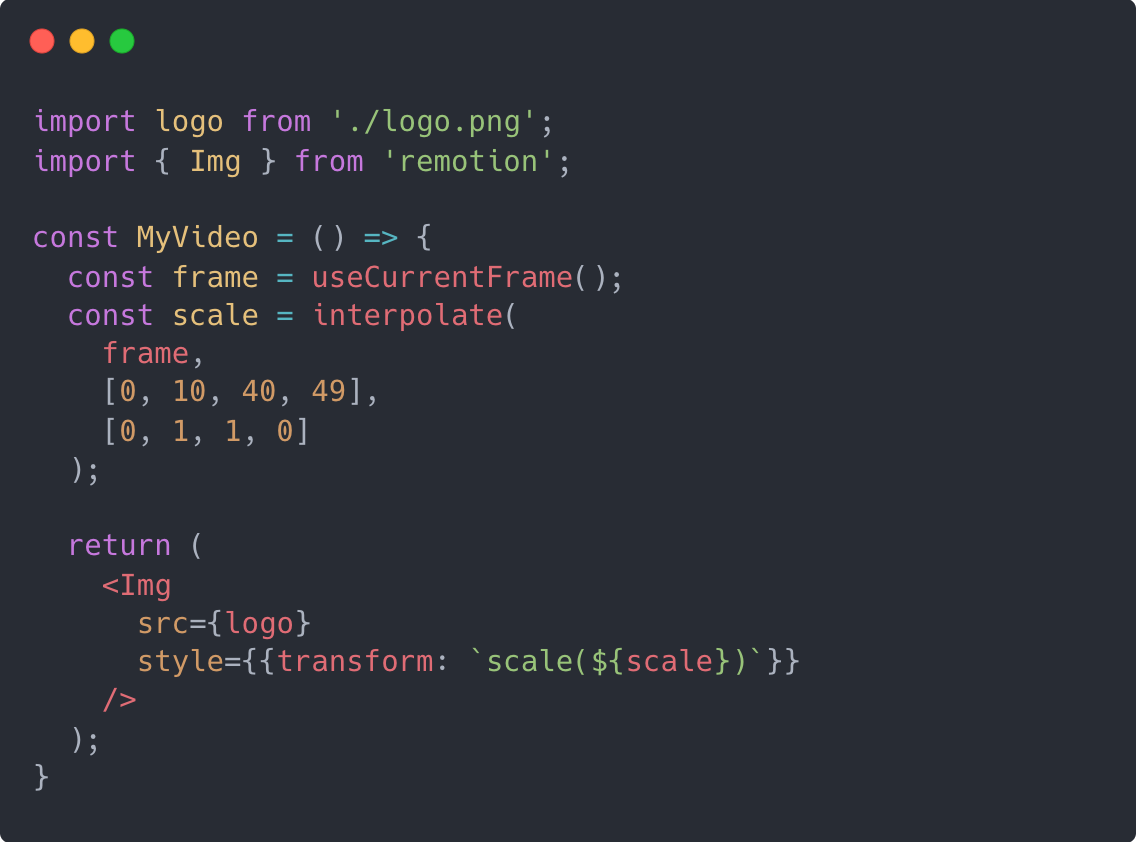 import logo from './logo.png';
import { Img } from 'remotion';

const MyVideo = () => {
  const frame = useCurrentFrame();
  const scale = interpolate(
    frame,
    [0, 10, 40, 49],
    [0, 1, 1, 0]
  );

  return (
    <Img
      src={logo}
      style={{transform: `scale(${scale})`}}
    />
  );
}